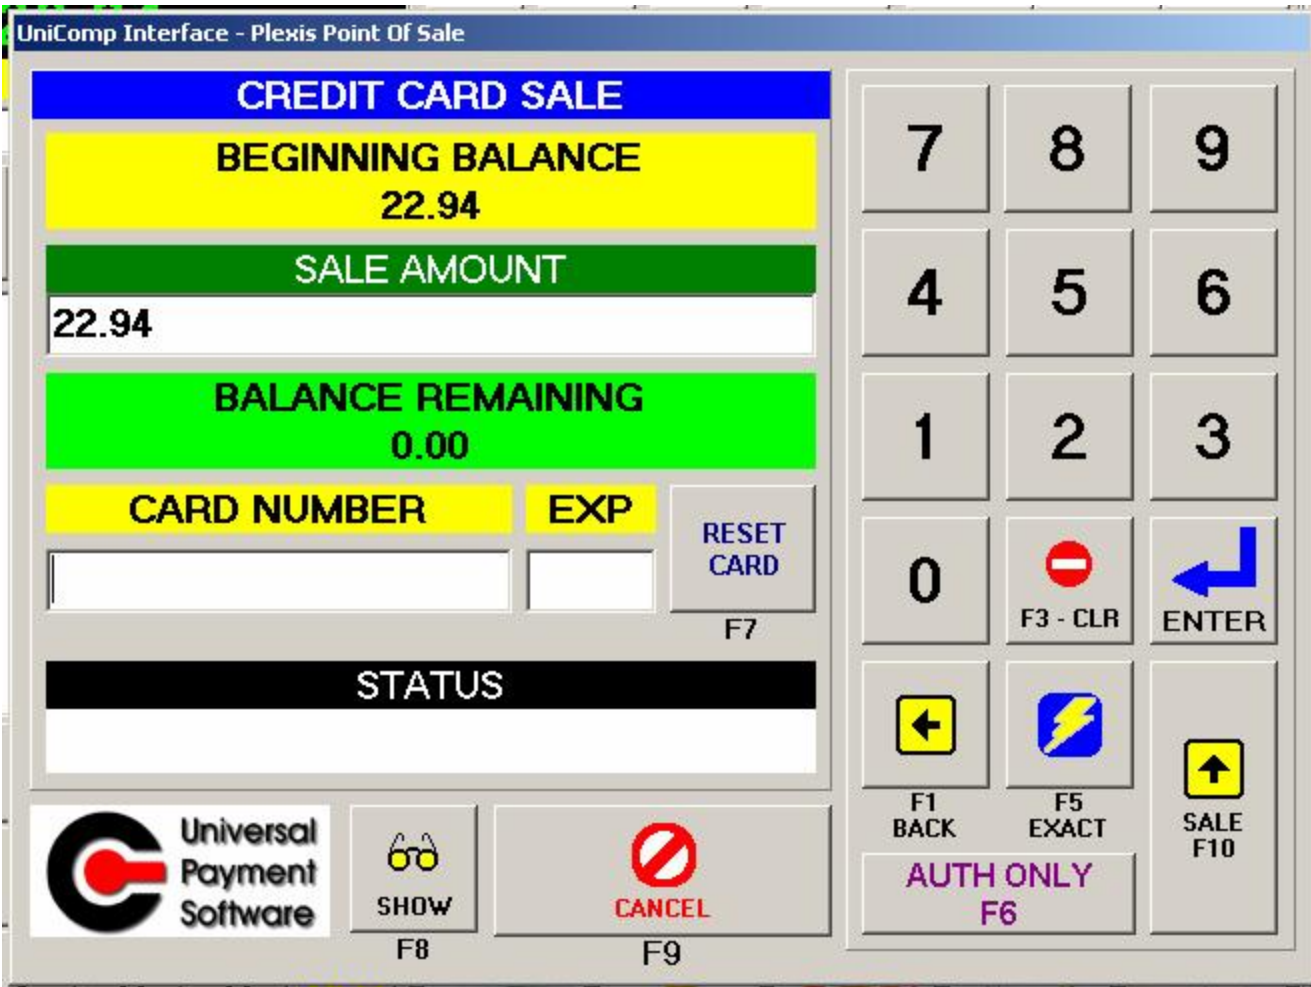 UniComp Interface - Plexis Point Of Sale
CREDIT CARD SALE
BEGINNING BALANCE
22.94
SALE AMOUNT
22.94
BALANCE REMAINING
0.00
CARD NUMBER
EXP
RESET
CARD
F7
STATUS
Universal
Payment
Software
SHOW
F8
CANCEL
F9
7 8 9
4 5 6
1 2 3
0
F3 - CLR
ENTER
F1
BACK
F5
EXACT
SALE
F10
AUTH ONLY
F6